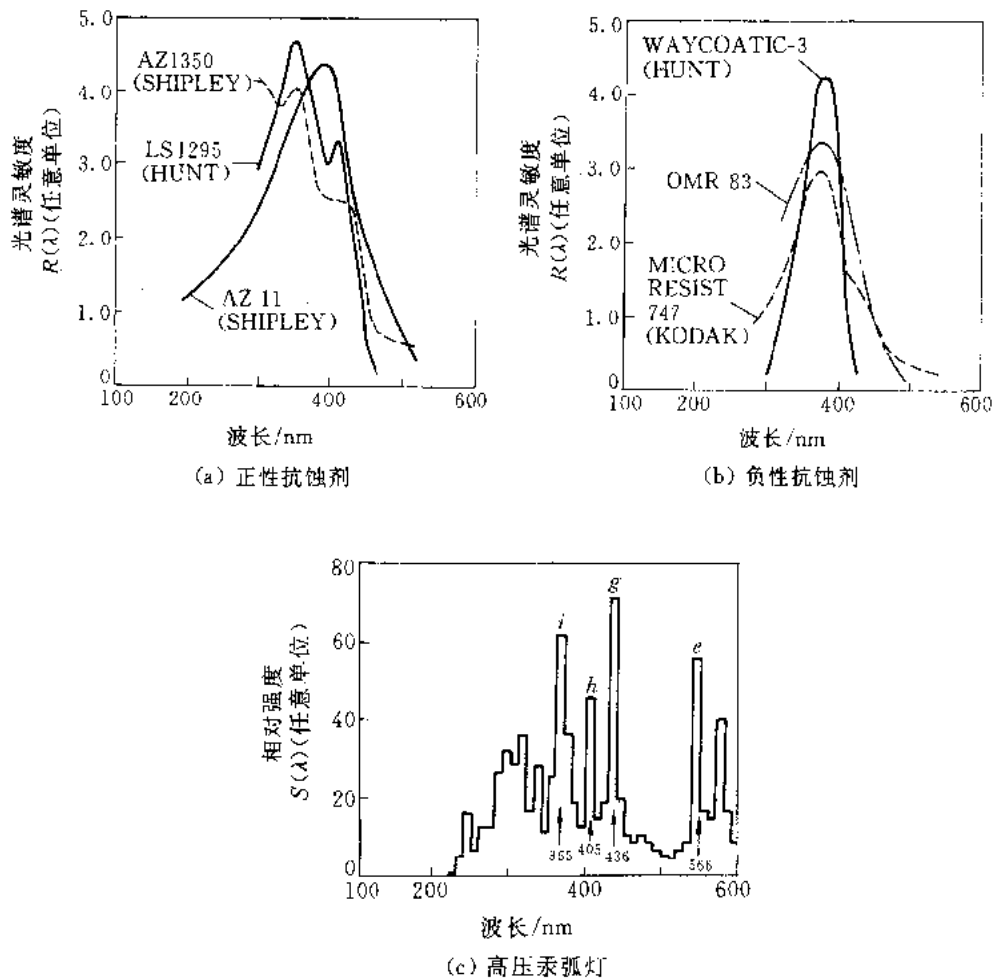 5.0
4.0
3.0
2.0
1.0
0
光谱灵敏度
R(λ)(任意单位)
AZ1350
(SHIPLEY)
LS1295
(HUNT)
AZ 11
(SHIPLEY)
100
200
400
600
波长/nm
(a) 正性抗蚀剂
5.0
4.0
3.0
2.0
1.0
0
光谱灵敏度
R(λ)(任意单位)
WAYCOATIC-3
(HUNT)
OMR 83
MICRO
RESIST
747
(KODAK)
100
200
400
600
波长/nm
(b) 负性抗蚀剂
80
60
40
20
0
相对强度
S(λ)(任意单位)
i
h
g
e
405
436
100
200
400
600
波长/nm
(c) 高压汞弧灯